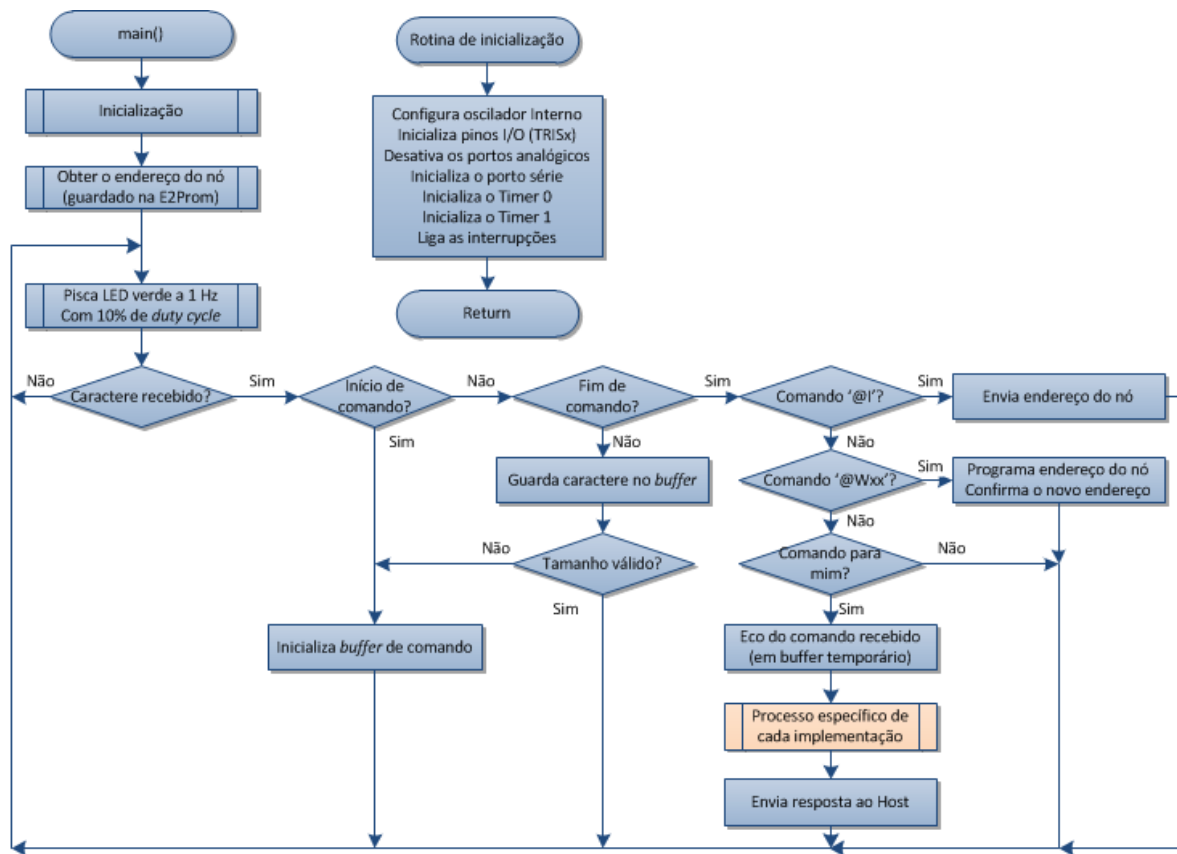 main()
Inicialização
Obter o endereço do nó
(guardado na E2Prom)
Pisca LED verde a 1 Hz
Com 10% de duty cycle
Rotina de inicialização
Configura oscilador Interno
Inicializa pinos I/O (TRISx)
Desativa os portos analógicos
Inicializa o porto série
Inicializa o Timer 0
Inicializa o Timer 1
Liga as interrupções
Return
Não
Caractere recebido?
Sim
Início de
comando?
Não
Fim de
comando?
Sim
Comando ‘@I’?
Sim
Envia endereço do nó
Sim
Não
Não
Guarda caractere no buffer
Comando ‘@Wxx’?
Sim
Programa endereço do nó
Confirma o novo endereço
Não
Não
Tamanho válido?
Comando para
mim?
Não
Sim
Sim
Inicializa buffer de comando
Eco do comando recebido
(em buffer temporário)
Processo específico de
cada implementação
Envia resposta ao Host